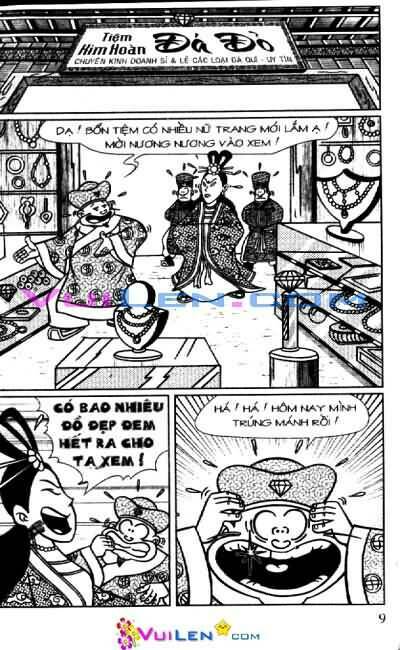 Tiệm
Kim Hoàn
Đá Đỏ
CHUYÊN KINH DOANH SỈ & LẺ CÁC LOẠI ĐÁ QUÍ - UY TÍN
DẠ! BỔN TIỆM CÓ NHIỀU NỮ TRANG MỚI LẮM Ạ!
MỜI NƯƠNG NƯƠNG VÀO XEM!
VUILEN.COM
VUILEN.COM
CÓ BAO NHIÊU
ĐỒ ĐẸP ĐEM
HẾT RA CHO
TA XEM!
HÁ! HÁ! HÔM NAY MÌNH
TRÚNG MÁNH RỒI!
9
VUILEN.COM